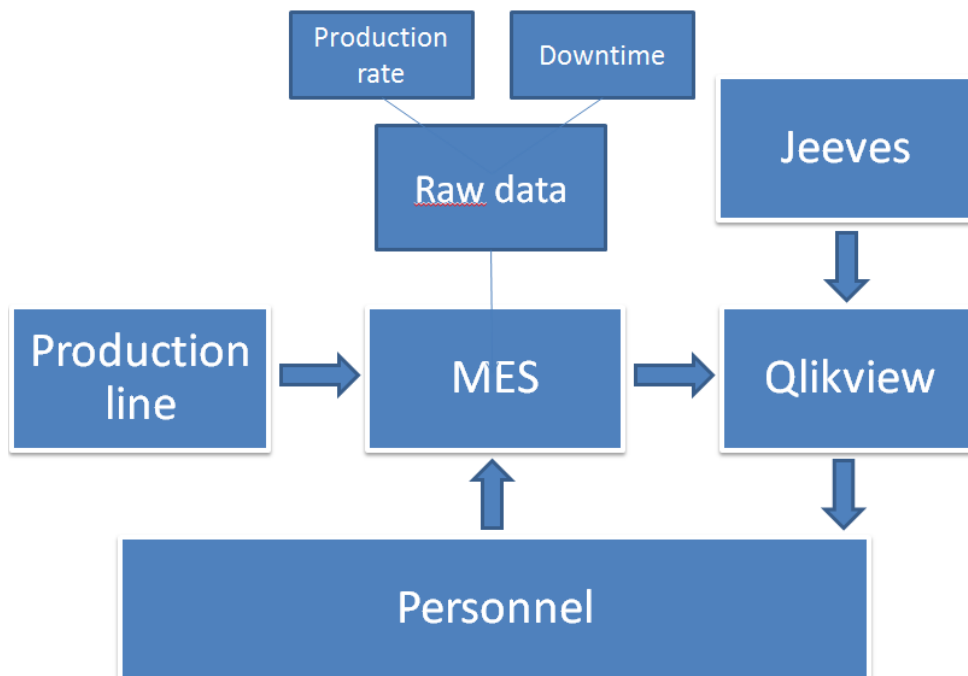 Production
rate
Downtime
Jeeves
Raw data
Production
line
MES
Qlikview
Personnel